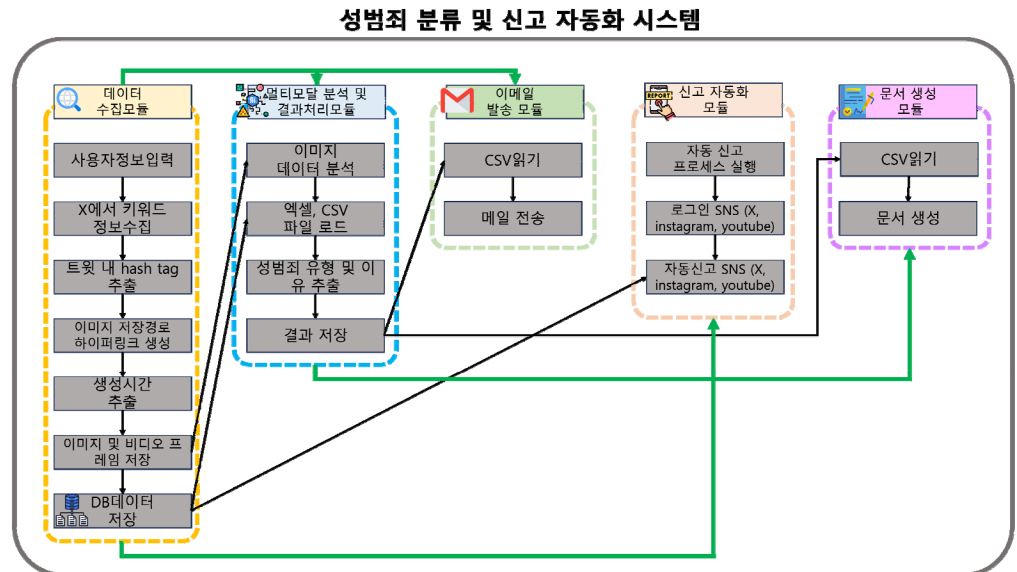 성범죄 분류 및 신고 자동화 시스템
데이터
수집모듈
사용자정보입력
X에서 키워드
정보수집
트윗 내 hash tag
추출
이미지 저장경로
하이퍼링크 생성
생성시간
추출
이미지 및 비디오 프
레임 저장
DB데이터
저장
멀티모달 분석 및
결과처리모듈
이미지
데이터 분석
엑셀, CSV
파일 로드
성범죄 유형 및 이
유 추출
결과 저장
이메일
발송 모듈
CSV읽기
메일 전송
REPORT
신고 자동화
모듈
자동 신고
프로세스 실행
로그인 SNS (X,
instagram, youtube)
자동신고 SNS (X,
instagram, youtube)
문서 생성
모듈
CSV읽기
문서 생성